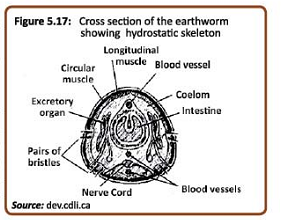 Figure 5.17: Cross section of the earthworm
showing hydrostatic skeleton
Longitudinal
muscle
Blood vessel
Circular
muscle
Coelom
Excretory
organ
Intestine
Pairs of
bristles
Nerve Cord
Blood vessels
Source: dev.cdli.ca